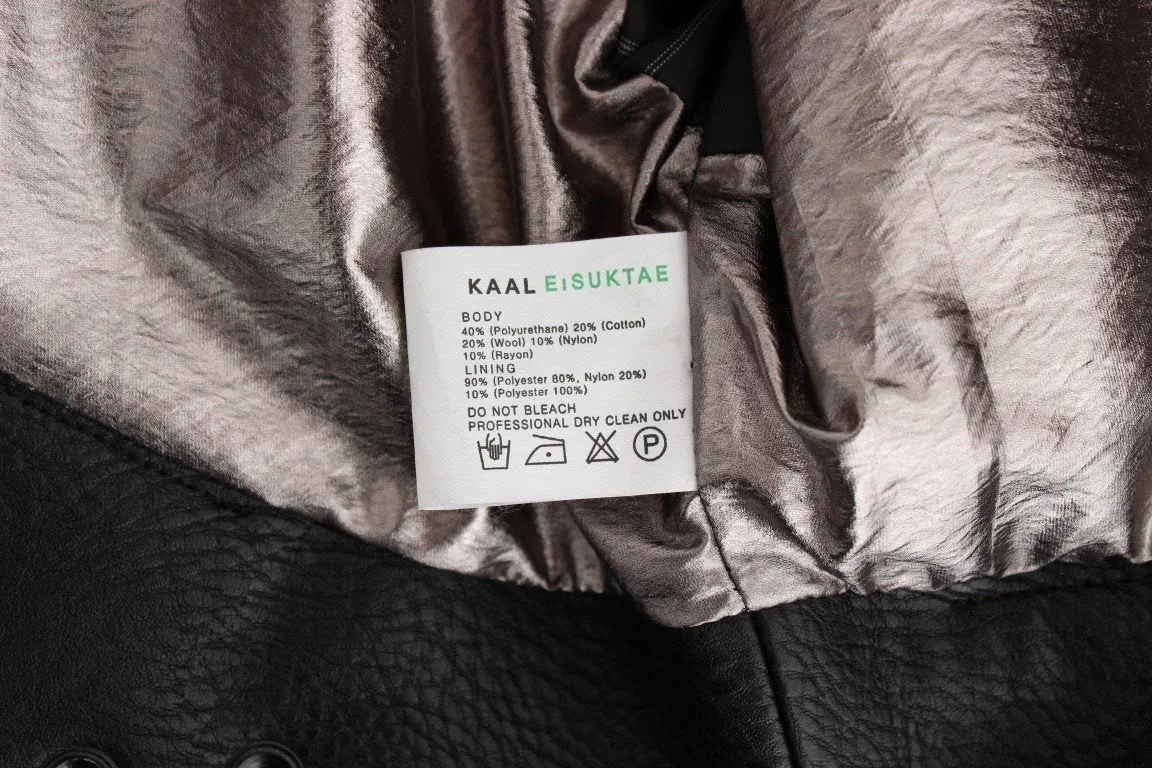 KAAL EISUKTAE
BODY
40% (Polyurethane) 20% (Cotton)
20% (Wool) 10% (Nylon)
10% (Rayon)
LINING
90% (Polyester 80%, Nylon 20%)
10% (Polyester 100%)
DO NOT BLEACH
PROFESSIONAL DRY CLEAN ONLY
P